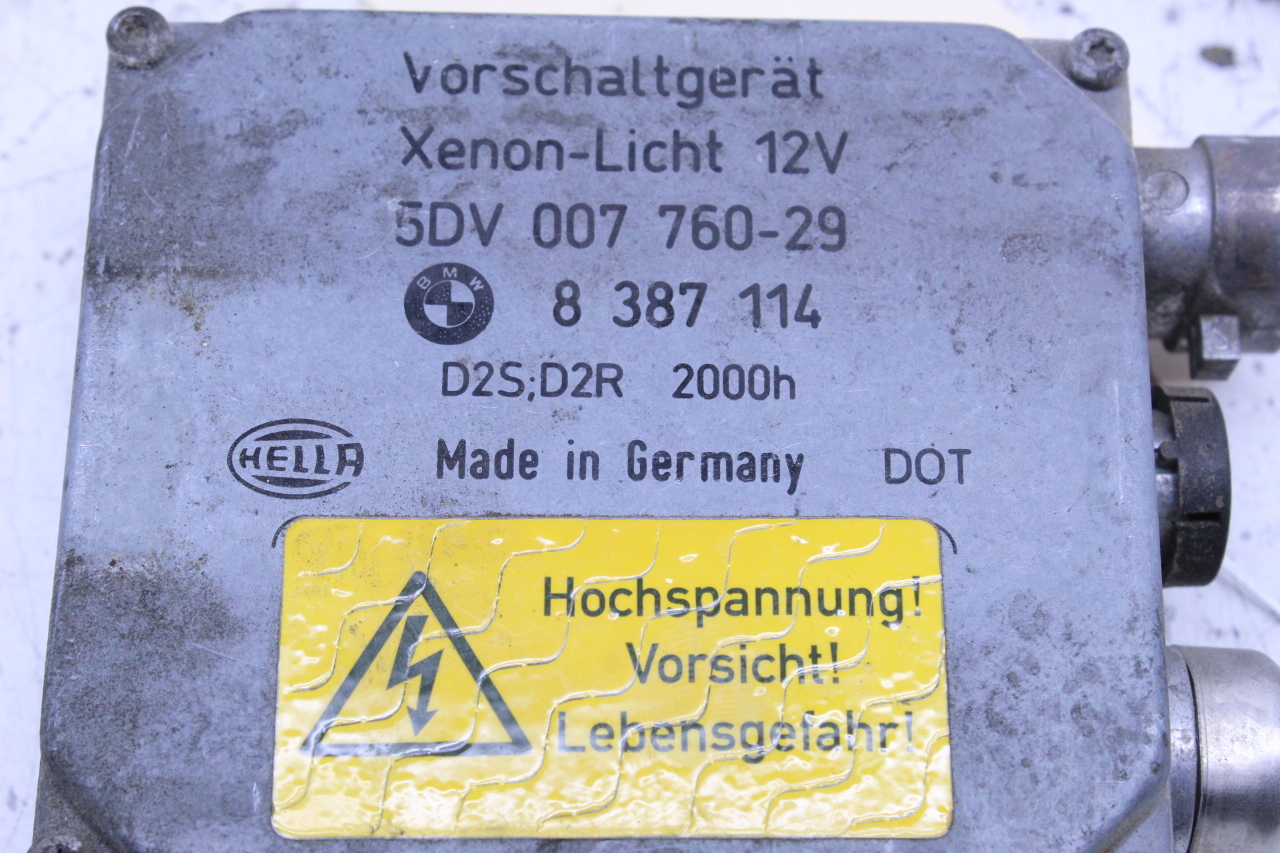 Vorschaltgerät
Xenon-Licht 12V
5DV 007 760-29
BMW 8 387 114
D2S;D2R 2000h
HELLA Made in Germany DOT
Hochspannung!
Vorsicht!
Lebensgefahr!